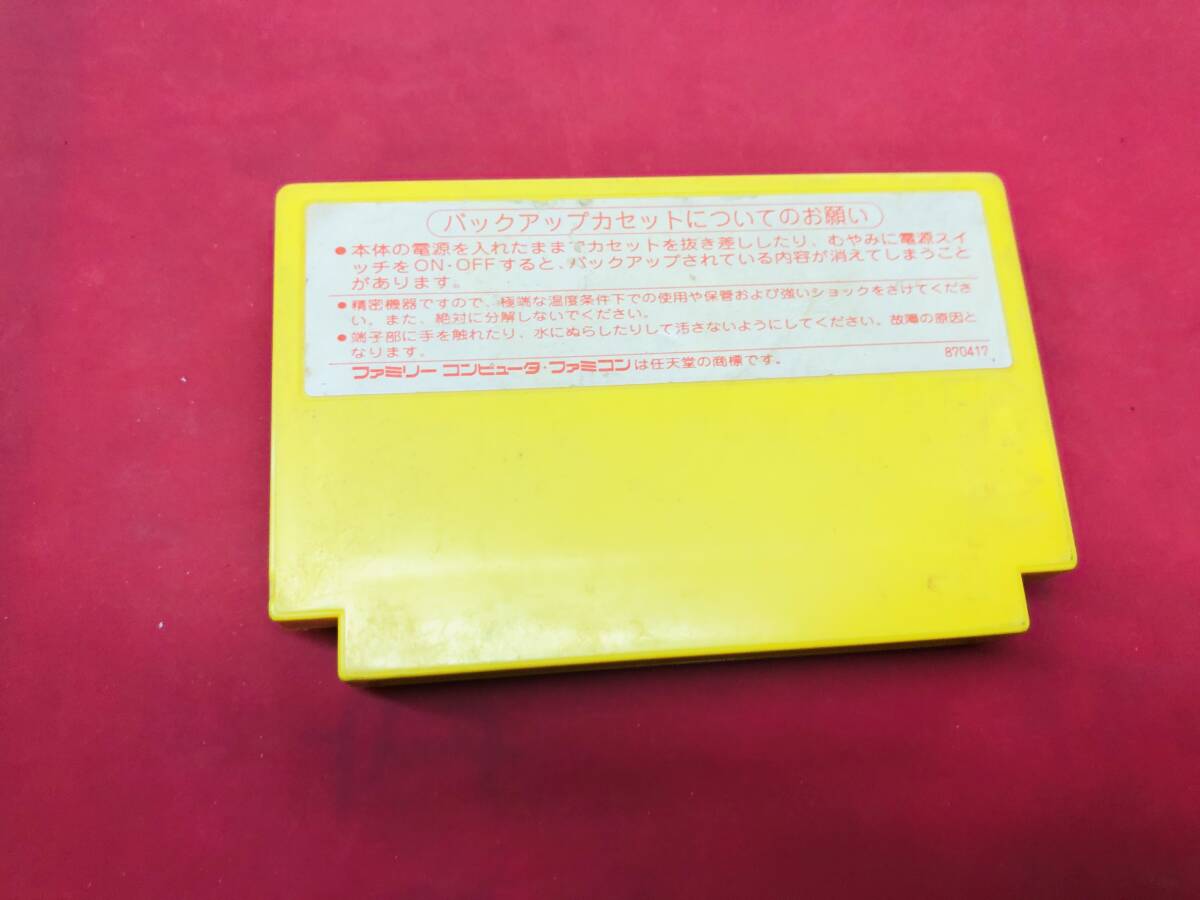 バックアップカセットについてのお願い
●本体の電源を入れたままでカセットを抜き差ししたり、むやみに電源スイ
ッチをON・OFFすると、バックアップされている内容が消えてしまうこと
があります。
●精密機器ですので、極端な温度条件下での使用や保管および強いショックをさけてくださ
い。また、絶対に分解しないでください。
●端子部に手を触れたり、水にぬらしたりして汚さないようにしてください。故障の原因と
なります。
870417
ファミリーコンピュータ・ファミコンは任天堂の商標です。